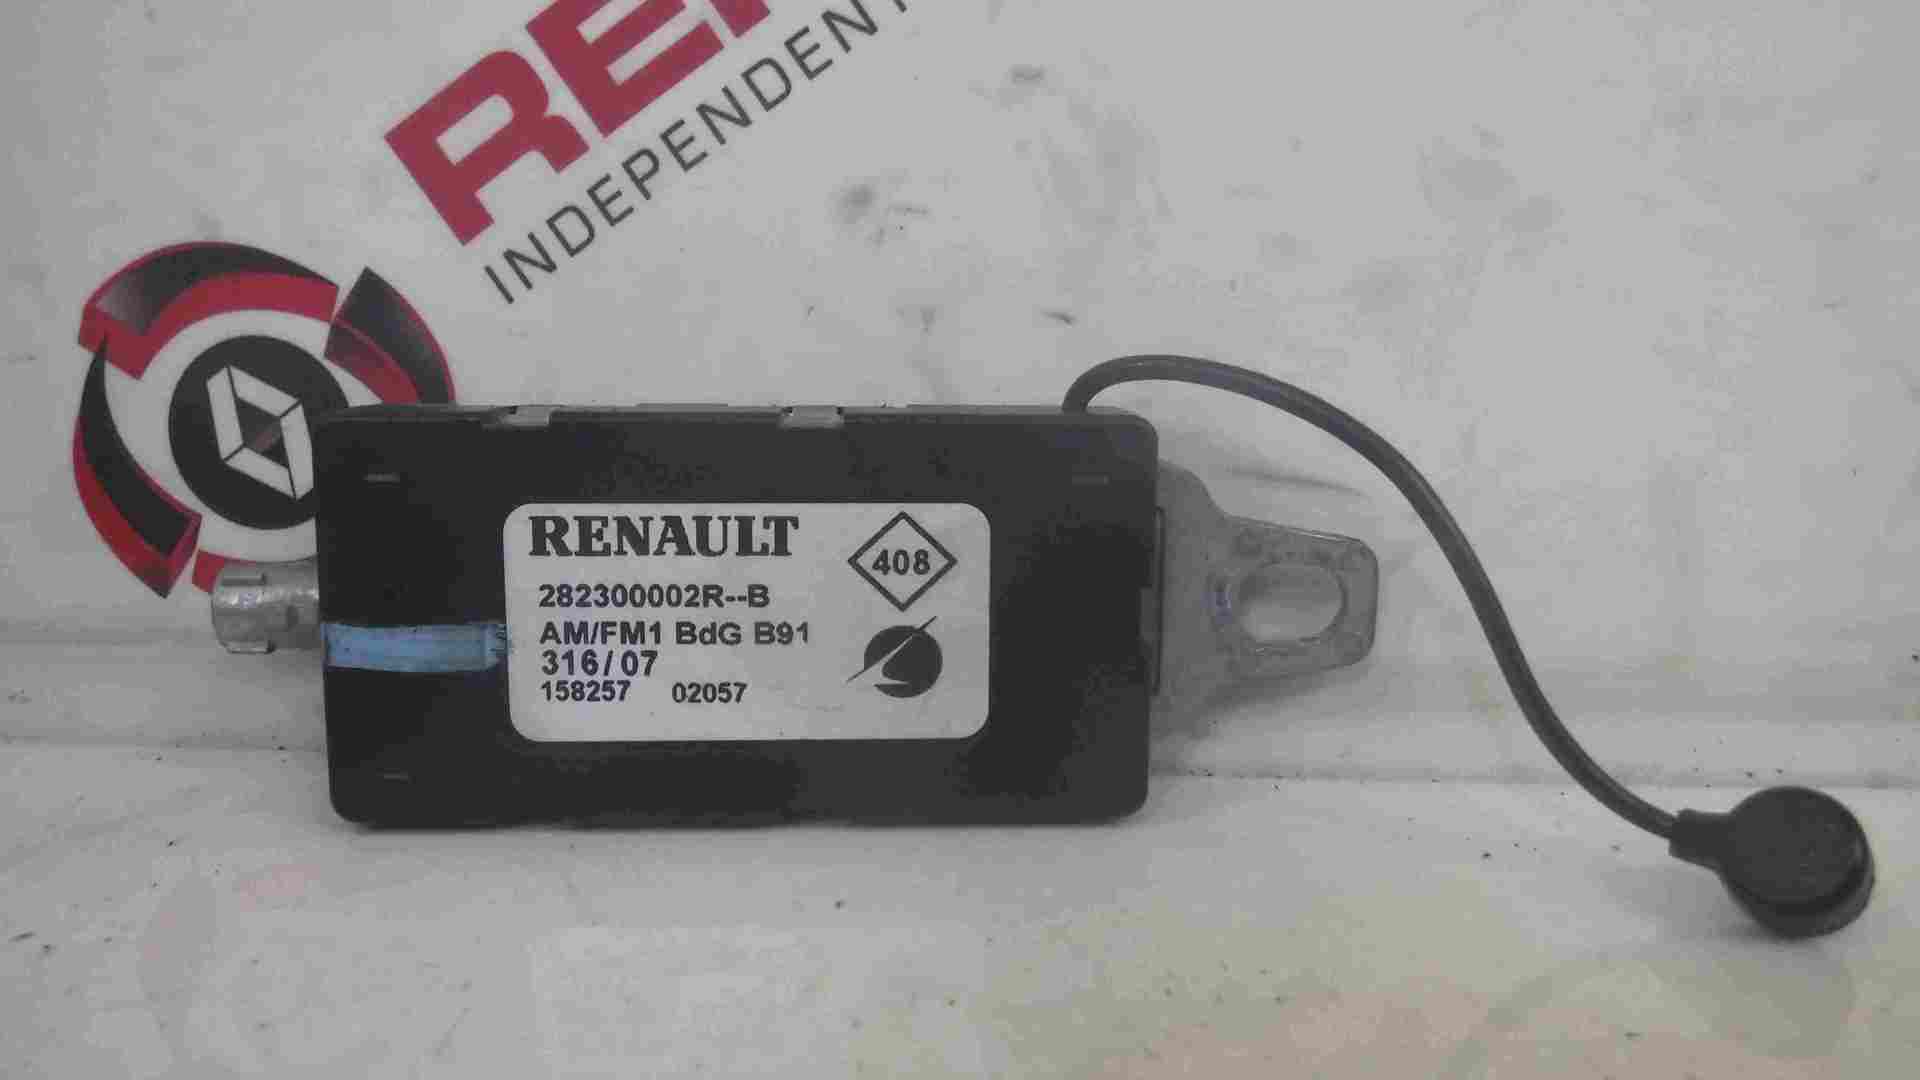 INDEPENDENT
RENAULT
408
282300002R--B
AM/FM1 BdG B91
316/07
158257 02057